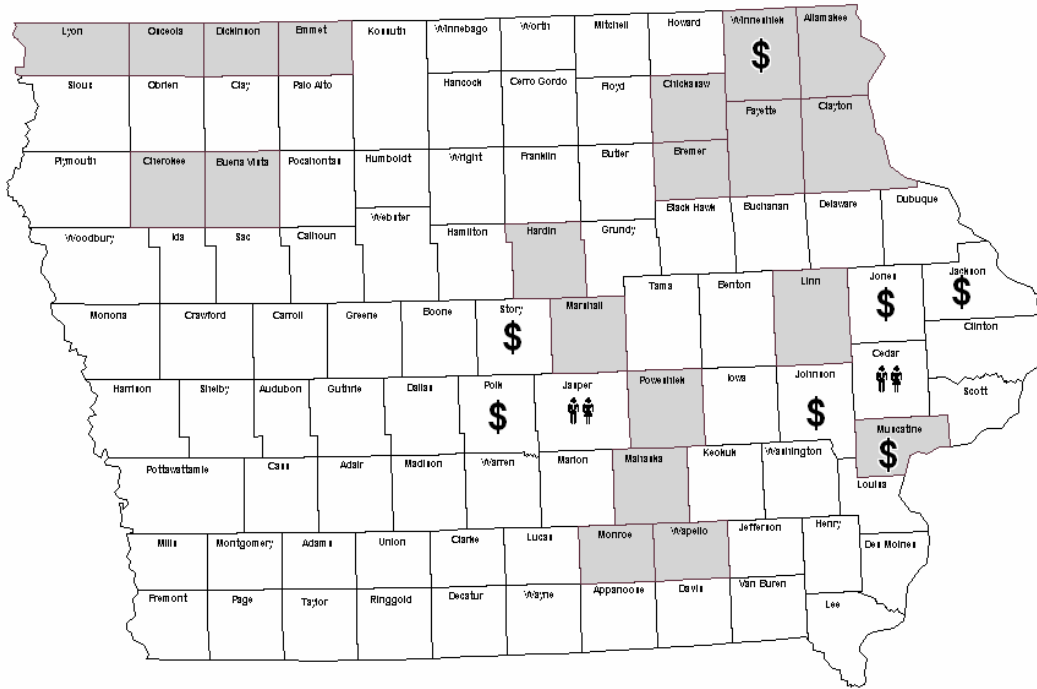 Lyon
Osceola
Dickinson
Emmet
Kossuth
Winnebago
Worth
Mitchell
Howard
Winneshiek
Allamakee
$
Sioux
Obrien
Clay
Palo Alto
Hancock
Cerro Gordo
Floyd
Chickasaw
Fayette
Clayton
Plymouth
Cherokee
Buena Vista
Pocahontas
Humboldt
Wright
Franklin
Butler
Bremer
Webster
Black Hawk
Buchanan
Delaware
Dubuque
Woodbury
Ida
Sac
Calhoun
Hamilton
Hardin
Grundy
Tama
Benton
Linn
Jones
Jackson
$
$
Monona
Crawford
Carroll
Greene
Boone
Story
Marshall
Clinton
$
Cedar
Harrison
Shelby
Audubon
Guthrie
Dallas
Polk
Jasper
Poweshiek
Iowa
Johnson
Scott
$
$
Muscatine
$
Pottawattamie
Cass
Adair
Madison
Warren
Marion
Mahaska
Keokuk
Washington
Louisa
Mills
Montgomery
Adams
Union
Clarke
Lucas
Monroe
Wapello
Jefferson
Henry
Des Moines
Fremont
Page
Taylor
Ringgold
Decatur
Wayne
Appanoose
Davis
Van Buren
Lee